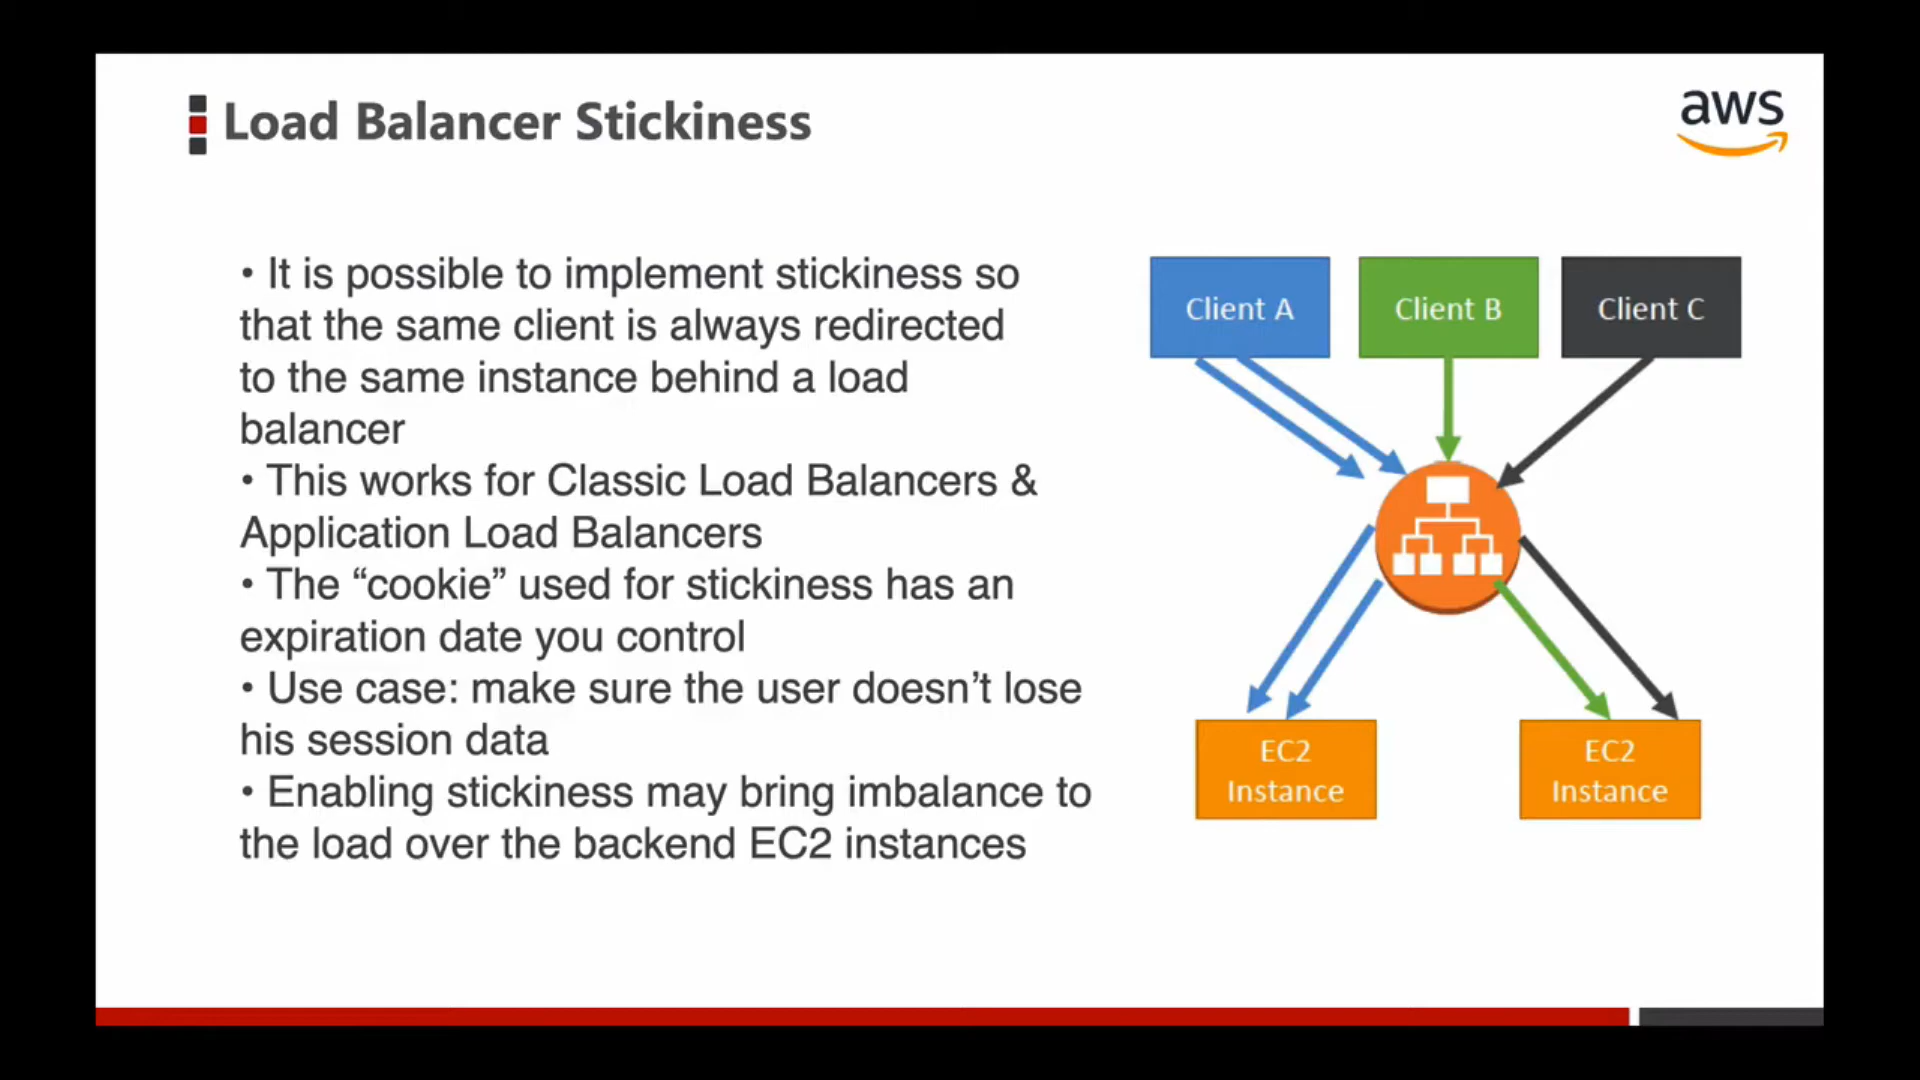 Load Balancer Stickiness
aws
• It is possible to implement stickiness so
that the same client is always redirected
to the same instance behind a load
balancer
• This works for Classic Load Balancers &
Application Load Balancers
• The “cookie” used for stickiness has an
expiration date you control
• Use case: make sure the user doesn’t lose
his session data
• Enabling stickiness may bring imbalance to
the load over the backend EC2 instances
Client A
Client B
Client C
EC2
Instance
EC2
Instance